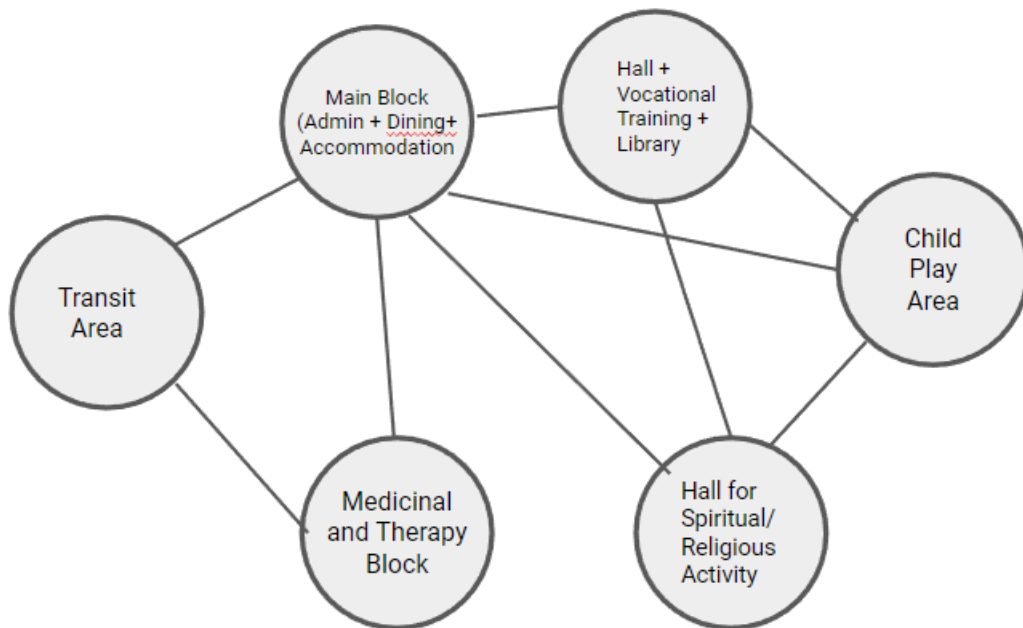 Main Block
(Admin + Dining+
Accommodation
Hall +
Vocational
Training +
Library
Child
Play
Area
Transit
Area
Medicinal
and Therapy
Block
Hall for
Spiritual/
Religious
Activity